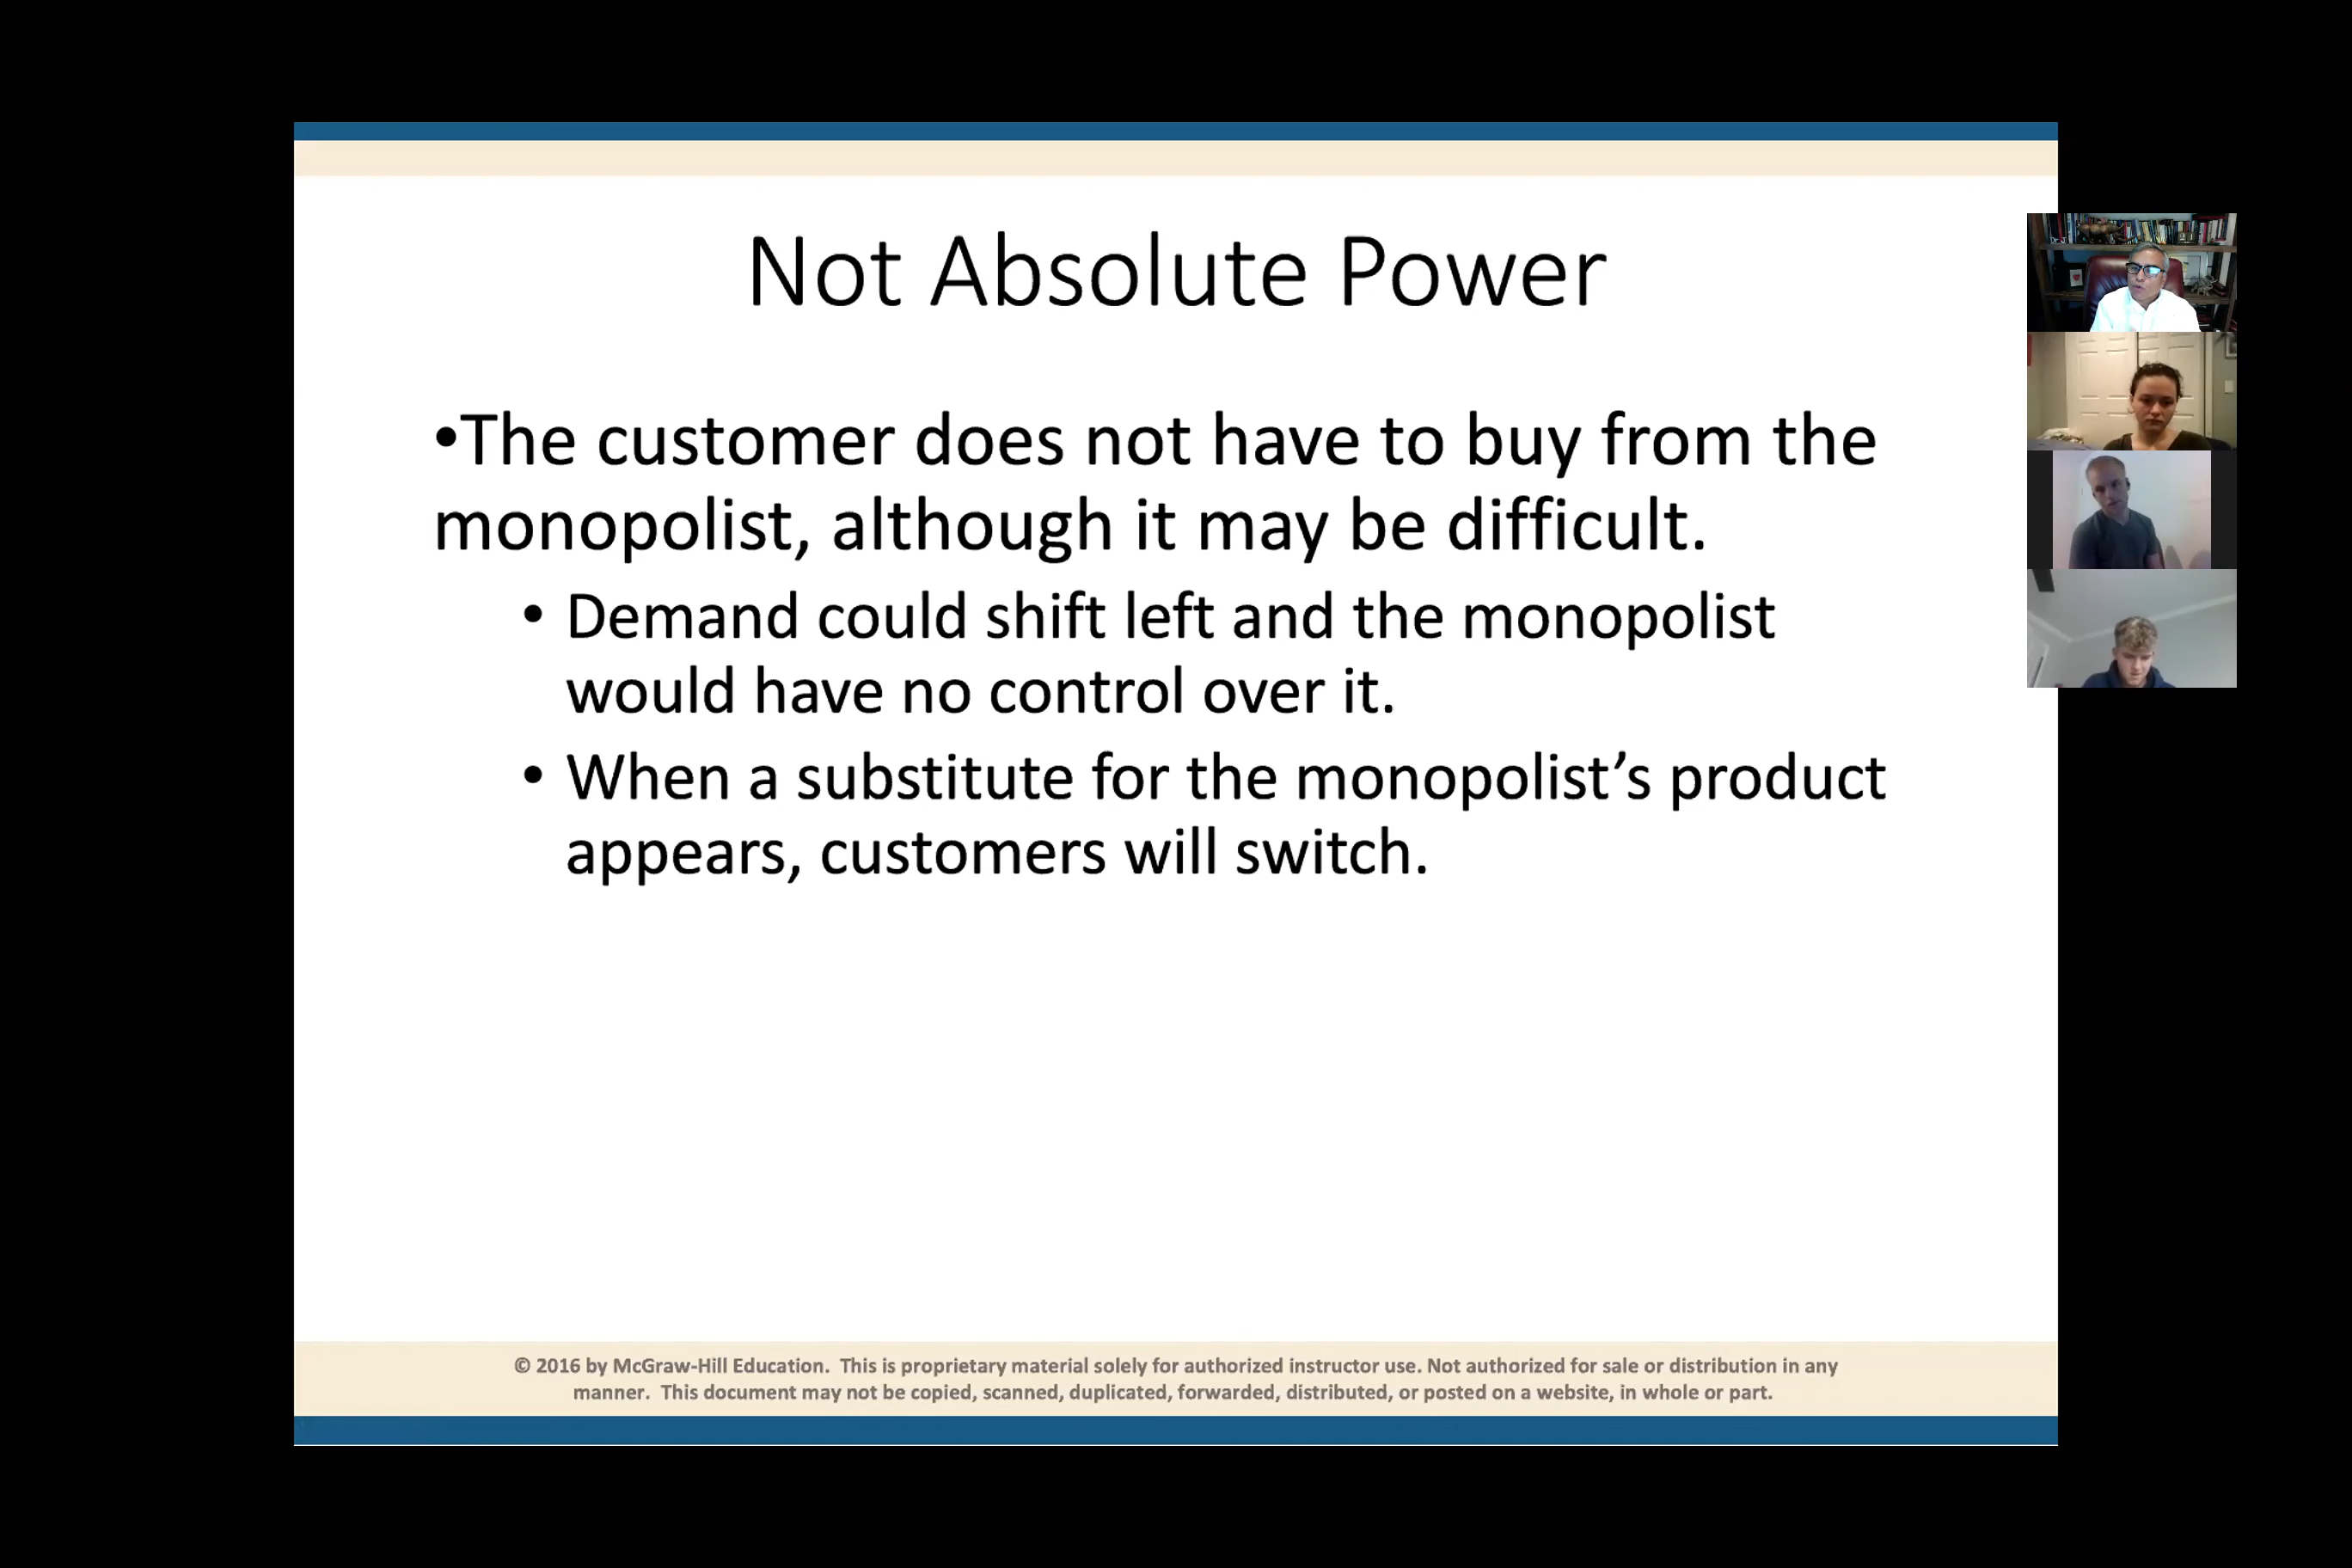 Not Absolute Power
•The customer does not have to buy from the
monopolist, although it may be difficult.
• Demand could shift left and the monopolist
would have no control over it.
• When a substitute for the monopolist’s product
appears, customers will switch.
© 2016 by McGraw-Hill Education.  This is proprietary material solely for authorized instructor use. Not authorized for sale or distribution in any
manner.  This document may not be copied, scanned, duplicated, forwarded, distributed, or posted on a website, in whole or part.